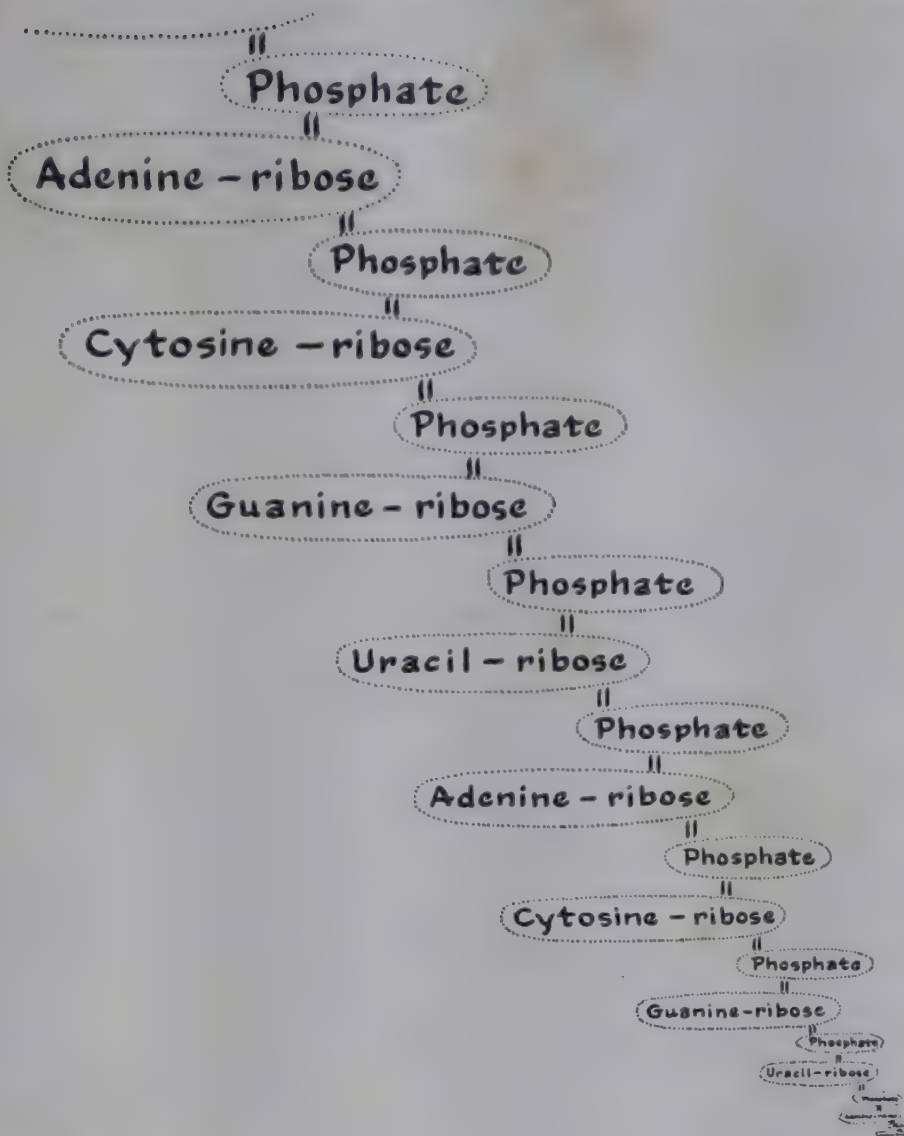 Phosphate
Adenine – ribose
Phosphate
Cytosine – ribose
Phosphate
Guanine – ribose
Phosphate
Uracil – ribose
Phosphate
Adenine – ribose
Phosphate
Cytosine – ribose
Phosphate
Guanine-ribose
Phosphate
Uracil-ribose
Phosphate